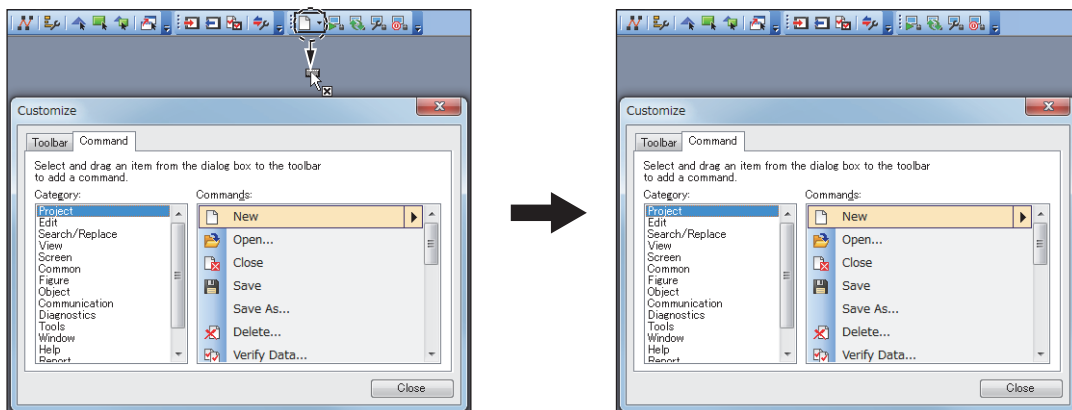 Customize
Toolbar Command
Select and drag an item from the dialog box to the toolbar
to add a command.
Category:
Commands:
Project
Edit
Search/Replace
View
Screen
Common
Figure
Object
Communication
Diagnostics
Tools
Window
Help
Report
New
Open...
Close
Save
Save As...
Delete...
Verify Data...
Close
Customize
Toolbar Command
Select and drag an item from the dialog box to the toolbar
to add a command.
Category:
Commands:
Project
Edit
Search/Replace
View
Screen
Common
Figure
Object
Communication
Diagnostics
Tools
Window
Help
Report
New
Open...
Close
Save
Save As...
Delete...
Verify Data...
Close